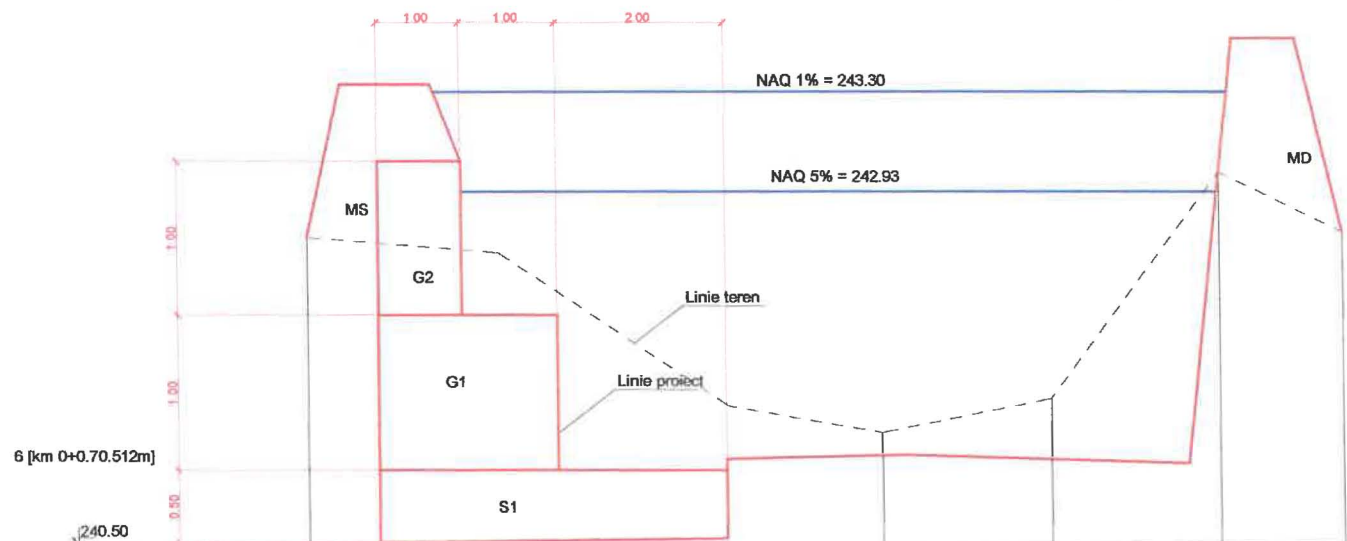 1.00 1.00 2.00
NAQ 1% = 243.30
NAQ 5% = 242.93
MD
MS
1.00
G2
Linie teren
G1
Linie proiect
1.00
6 [km 0+0.70.512m]
S1
0.50
240.50